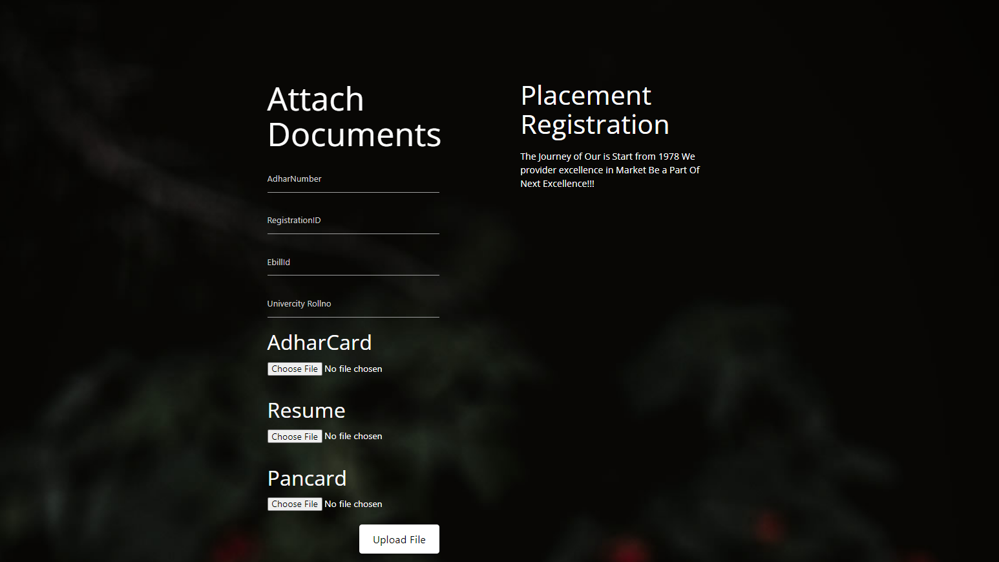 Attach
Documents
AdharNumber
RegistrationID
EbillId
Univercity Rollno
AdharCard
Choose File No file chosen
Resume
Choose File No file chosen
Pancard
Choose File No file chosen
Upload File
Placement
Registration
The Journey of Our is Start from 1978 We
provider excellence in Market Be a Part Of
Next Excellence!!!